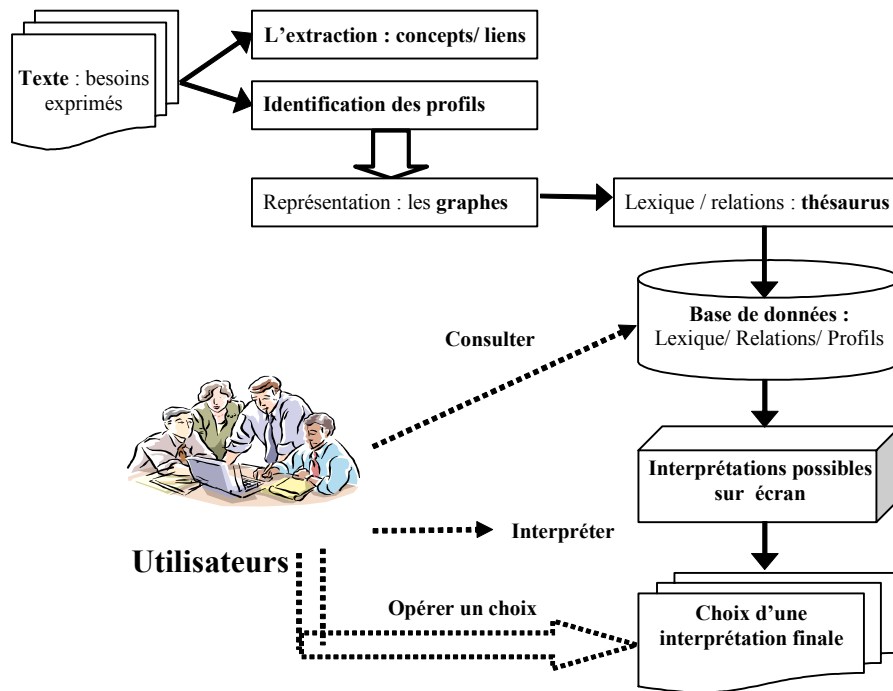 L'extraction : concepts/ liens
Texte : besoins
exprimés
Identification des profils
Représentation : les graphes
Lexique / relations : thésaurus
Base de données :
Lexique/ Relations/ Profils
Consulter
Interprétations possibles
sur écran
Interpréter
Utilisateurs
Opérer un choix
Choix d'une
interprétation finale